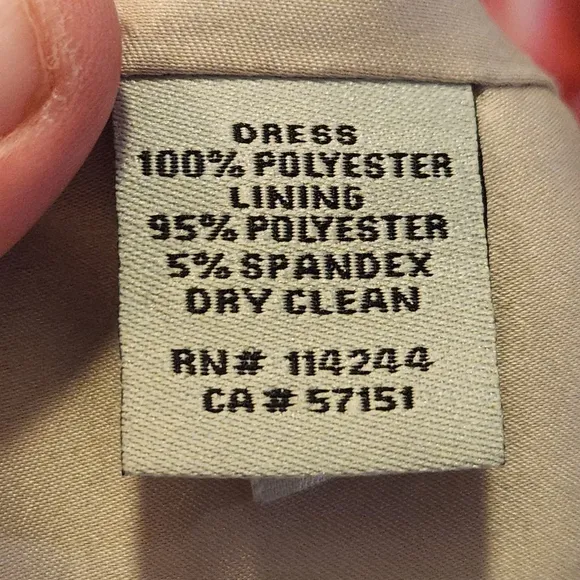 DRESS
100% POLYESTER
LINING
95% POLYESTER
5% SPANDEX
DRY CLEAN
RN# 114244
CA# 57151